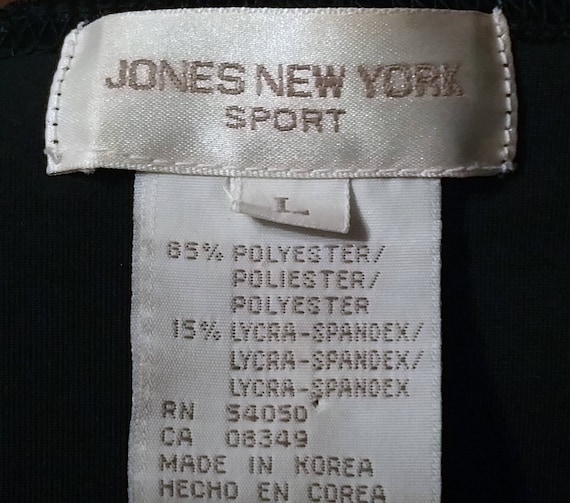 JONES NEW YORK
SPORT
L
85% POLYESTER/
POLIESTER/
POLYESTER
15% LYCRA-SPANDEX/
LYCRA-SPANDEX/
LYCRA-SPANDEX
RN 54050
CA 08349
MADE IN KOREA
HECHO EN COREA